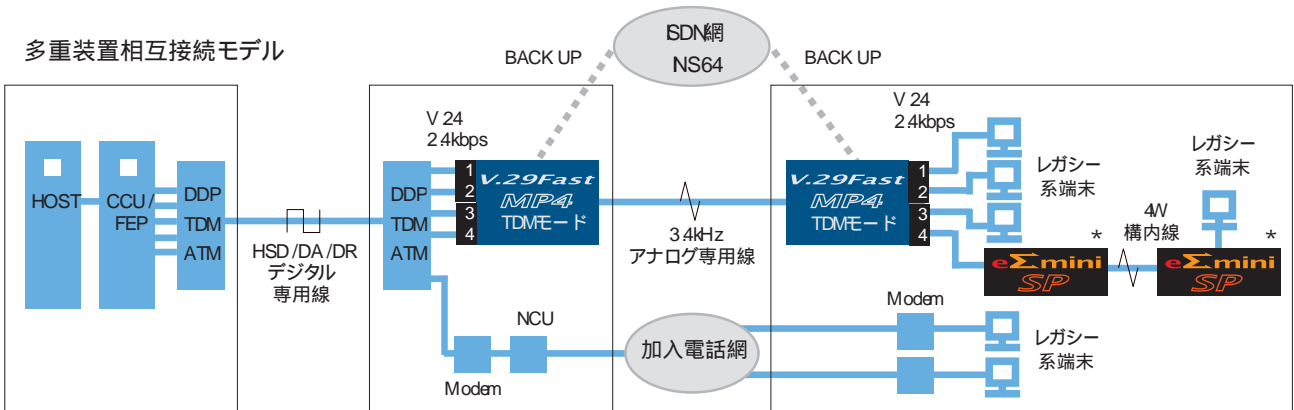 多重装置相互接続モデル
BACK UP
ISDN網
INS64
BACK UP
HOST
CCU/
FEP
DDP
TDM
ATM
HSD/DA/DR
デジタル
専用線
V.24
2.4kbps
DDP
TDM
ATM
1
2
3
4
V.29Fast
MP4
TDMモード
3.4kHz
アナログ専用線
V.29Fast
MP4
TDMモード
V.24
2.4kbps
1
2
3
4
レガシー
系端末
レガシー
系端末
*
eΣmini
SP
4W
構内線
*
eΣmini
SP
Modem
NCU
加入電話網
Modem
レガシー
系端末